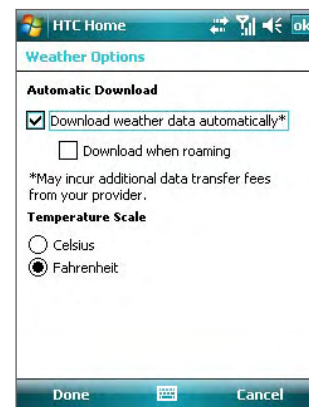 HTC Home
ok
Weather Options
Automatic Download
Download weather data automatically*
Download when roaming
*May incur additional data transfer fees
from your provider.
Temperature Scale
Celsius
Fahrenheit
Done
Cancel